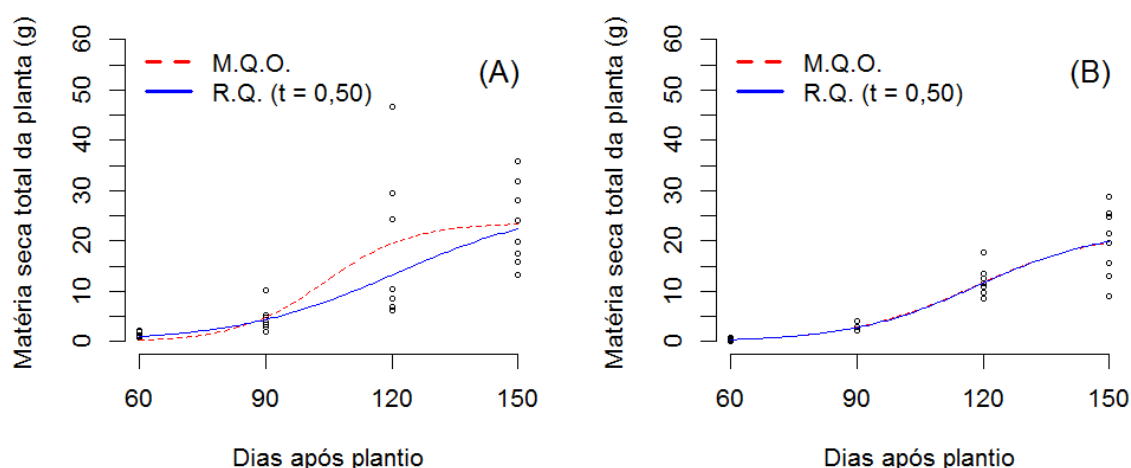 Matéria seca total da planta (g)
60
50
40
30
20
10
0
M.Q.O.
R.Q. (t = 0,50)
(A)
60
90
120
150
Dias após plantio
Matéria seca total da planta (g)
60
50
40
30
20
10
0
M.Q.O.
R.Q. (t = 0,50)
(B)
60
90
120
150
Dias após plantio